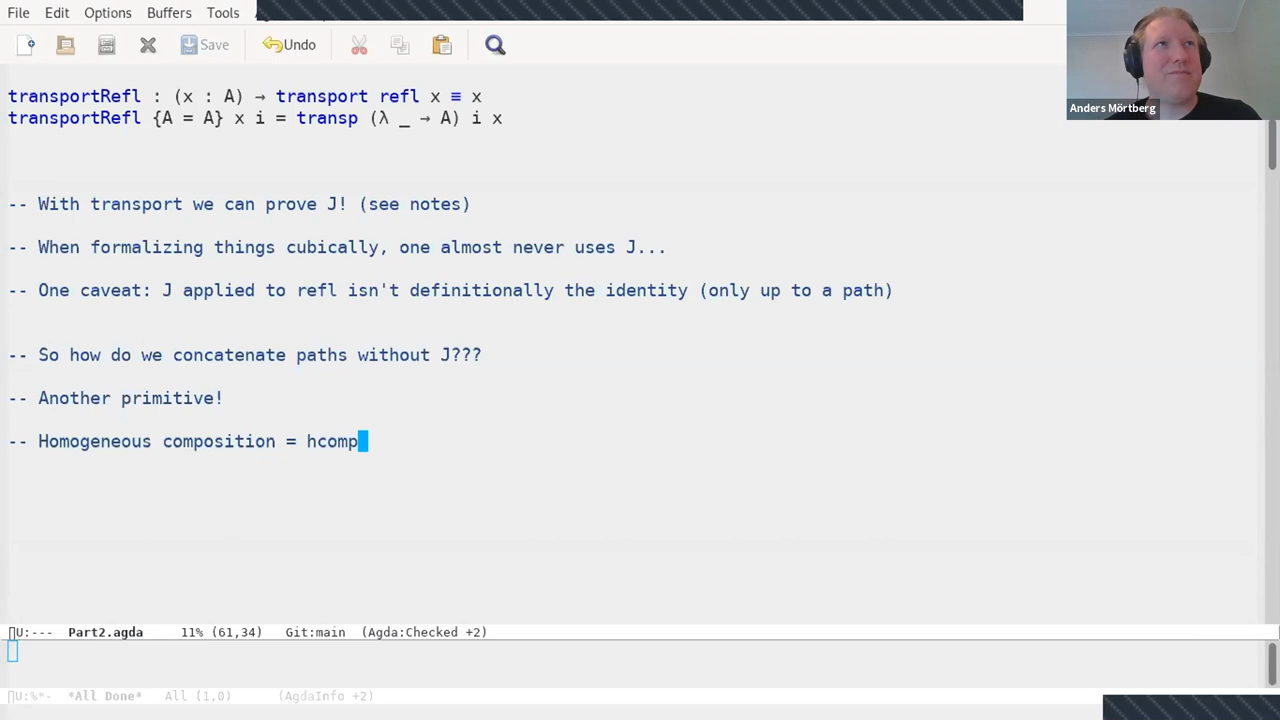 File Edit Options Buffers Tools
Save Undo
Anders Mörtberg
transportRefl : (x : A) → transport refl x ≡ x
transportRefl {A = A} x i = transp (λ _ → A) i x
-- With transport we can prove J! (see notes)
-- When formalizing things cubically, one almost never uses J...
-- One caveat: J applied to refl isn't definitionally the identity (only up to a path)
-- So how do we concatenate paths without J???
-- Another primitive!
-- Homogeneous composition = hcomp
U:--- Part2.agda 11% (61,34) Git:main (Agda:Checked +2)
U:%*- *All Done* All (1,0) (AgdaInfo +2)